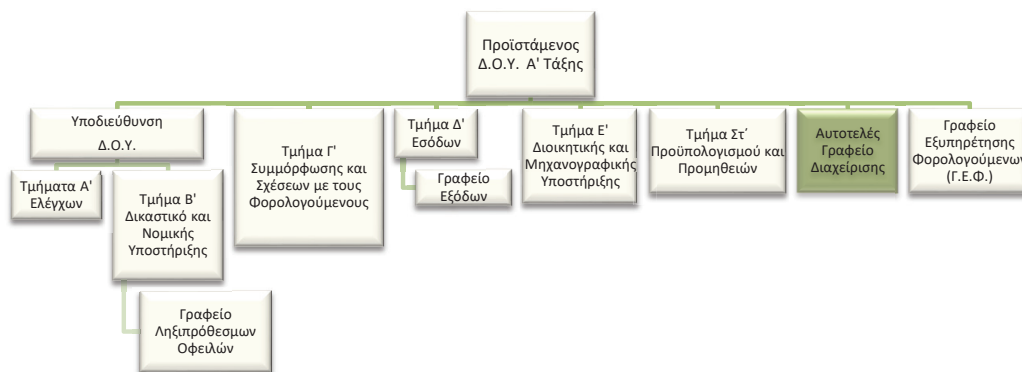 Προϊστάμενος
Δ.Ο.Υ. Α' Τάξης
Υποδιεύθυνση
Δ.Ο.Υ.
Τμήματα Α'
Ελέγχων
Τμήμα Β'
Δικαστικό και
Νομικής
Υποστήριξης
Γραφείο
Ληξιπρόθεσμων
Οφειλών
Τμήμα Γ'
Συμμόρφωσης και
Σχέσεων με τους
Φορολογούμενους
Τμήμα Δ'
Εσόδων
Γραφείο
Εξόδων
Τμήμα Ε'
Διοικητικής και
Μηχανογραφικής
Υποστήριξης
Τμήμα Στ΄
Προϋπολογισμού και
Προμηθειών
Αυτοτελές
Γραφείο
Διαχείρισης
Γραφείο
Εξυπηρέτησης
Φορολογούμενων
(Γ.Ε.Φ.)